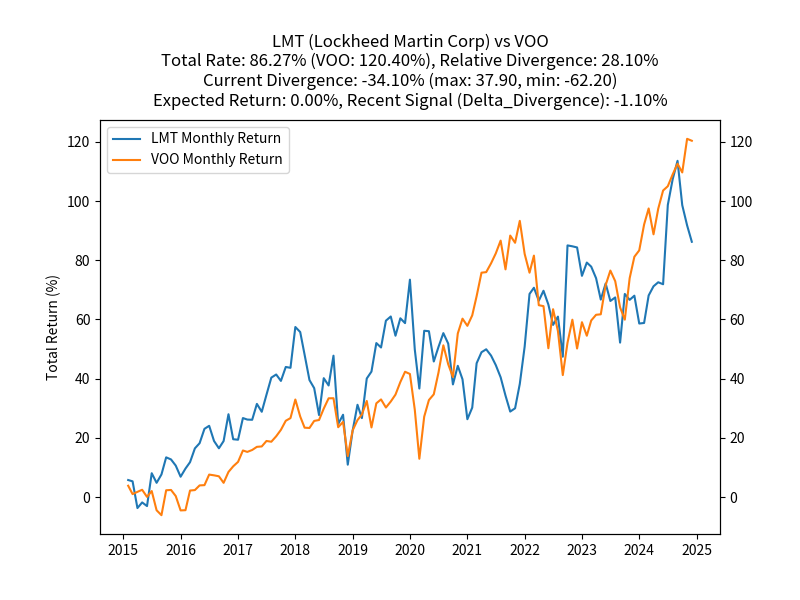 LMT (Lockheed Martin Corp) vs VOO
Total Rate: 86.27% (VOO: 120.40%), Relative Divergence: 28.10%
Current Divergence: -34.10% (max: 37.90, min: -62.20)
Expected Return: 0.00%, Recent Signal (Delta_Divergence): -1.10%
LMT Monthly Return
VOO Monthly Return
Total Return (%)
120
100
80
60
40
20
0
120
100
80
60
40
20
0
2015 2016 2017 2018 2019 2020 2021 2022 2023 2024 2025